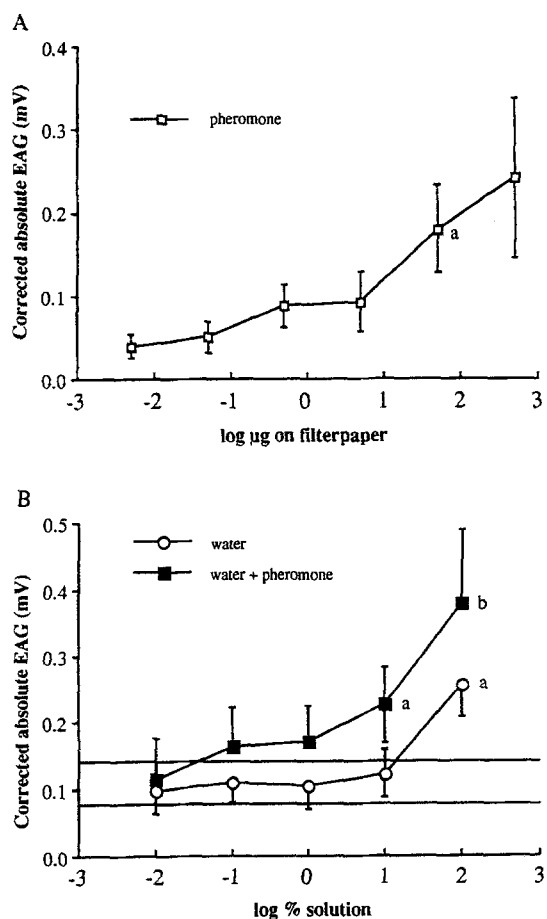 A
Corrected absolute EAG (mV)
0.4
0.3
0.2
0.1
0.0
pheromone
a
-3
-2
-1
0
1
2
3
log µg on filterpaper
B
Corrected absolute EAG (mV)
0.5
0.4
0.3
0.2
0.1
0.0
water
water + pheromone
b
a
a
-3
-2
-1
0
1
2
3
log % solution